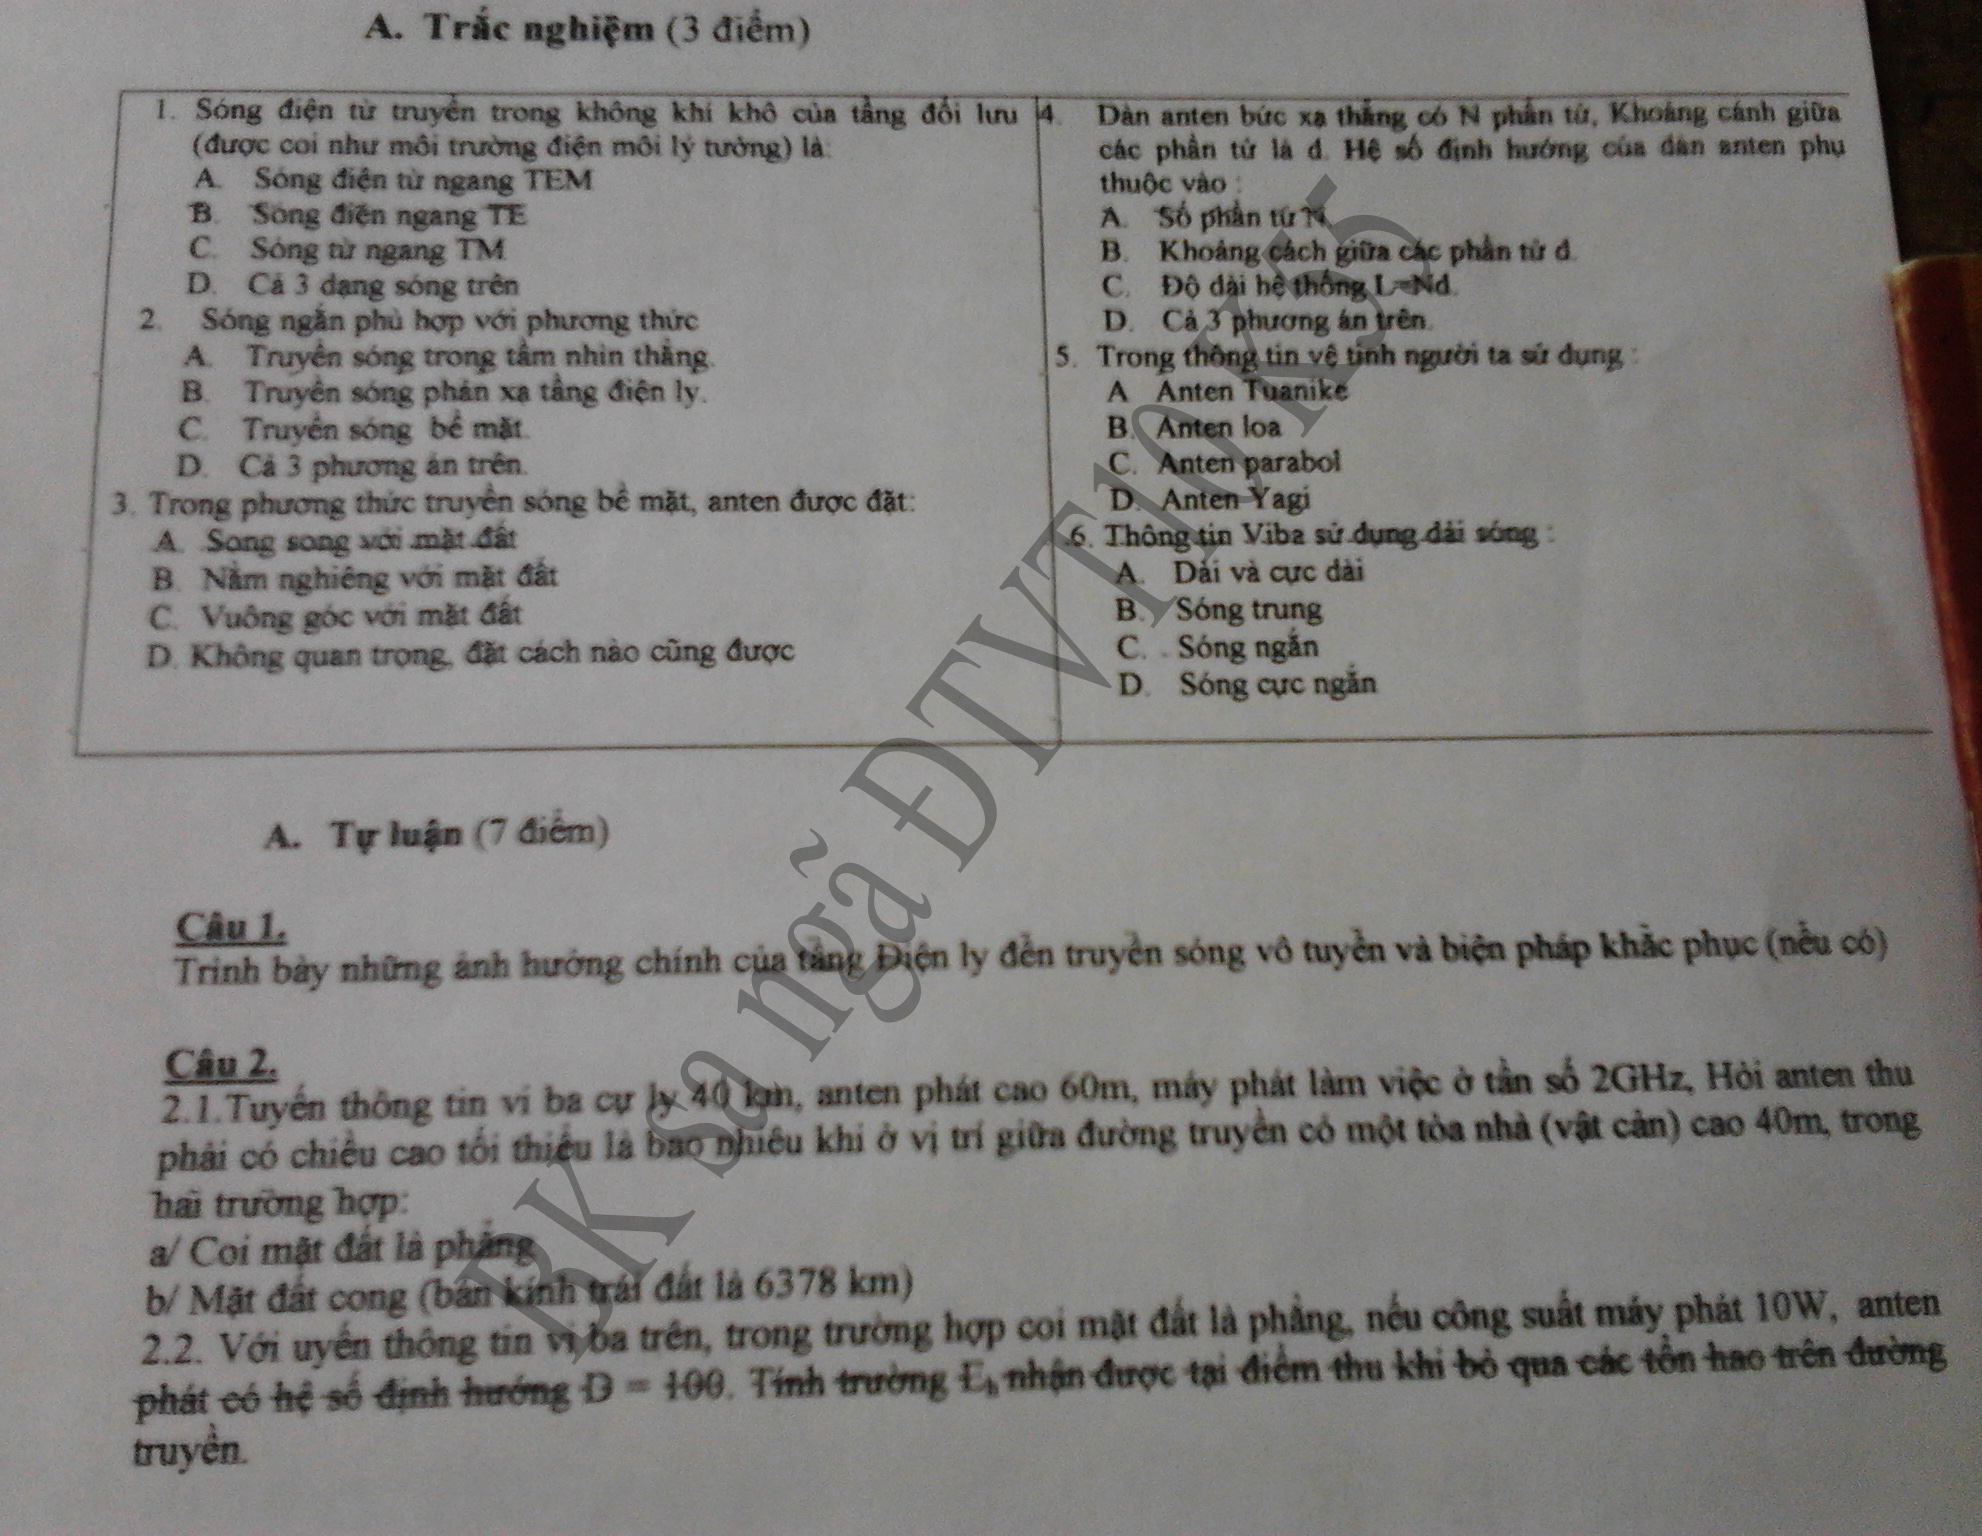 A. Trắc nghiệm (3 điểm)
1. Sóng điện từ truyền trong không khí khô của tầng đối lưu
(được coi như môi trường điện môi lý tưởng) là:
A. Sóng điện từ ngang TEM
B. Sóng điện ngang TE
C. Sóng từ ngang TM
D. Cả 3 dạng sóng trên
2. Sóng ngắn phù hợp với phương thức
A. Truyền sóng trong tầm nhìn thẳng.
B. Truyền sóng phản xạ tầng điện ly.
C. Truyền sóng bề mặt.
D. Cả 3 phương án trên.
3. Trong phương thức truyền sóng bề mặt, anten được đặt:
A. Song song với mặt đất
B. Nằm nghiêng với mặt đất
C. Vuông góc với mặt đất
D. Không quan trọng, đặt cách nào cũng được
4. Dàn anten bức xạ thẳng có N phần tử, Khoảng cánh giữa
các phần tử là d. Hệ số định hướng của dàn anten phụ
thuộc vào :
A. Số phần tử N
B. Khoảng cách giữa các phần tử d.
C. Độ dài hệ thống L=Nd.
D. Cả 3 phương án trên.
5. Trong thông tin vệ tinh người ta sử dụng :
A Anten Tuanike
B. Anten loa
C. Anten parabol
D. Anten Yagi
6. Thông tin Viba sử dụng dải sóng :
A. Dài và cực dài
B. Sóng trung
C. Sóng ngắn
D. Sóng cực ngắn
A. Tự luận (7 điểm)
Câu 1.
Trình bày những ảnh hưởng chính của tầng Điện ly đến truyền sóng vô tuyến và biện pháp khắc phục (nếu có)
Câu 2.
2.1.Tuyến thông tin vi ba cự ly 40 km, anten phát cao 60m, máy phát làm việc ở tần số 2GHz, Hỏi anten thu
phải có chiều cao tối thiểu là bao nhiêu khi ở vị trí giữa đường truyền có một tòa nhà (vật cản) cao 40m, trong
hai trường hợp:
a/ Coi mặt đất là phẳng
b/ Mặt đất cong (bán kính trái đất là 6378 km)
2.2. Với uyến thông tin vi ba trên, trong trường hợp coi mặt đất là phẳng, nếu công suất máy phát 10W, anten
phát có hệ số định hướng D = 100. Tính trường Eh nhận được tại điểm thu khi bỏ qua các tổn hao trên đường
truyền.
BK sa ngã ĐTVT10 K55